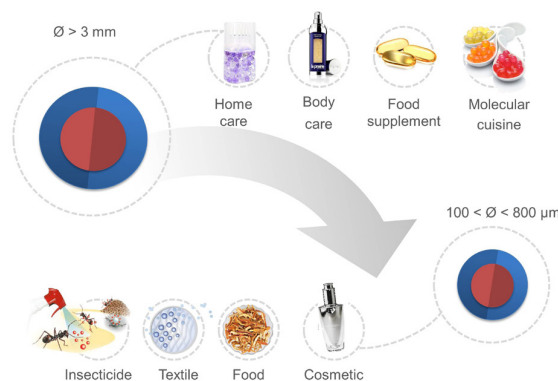 Ø > 3 mm
Home
care
Body
care
Food
supplement
Molecular
cuisine
100 < Ø < 800 µm
Insecticide
Textile
Food
Cosmetic